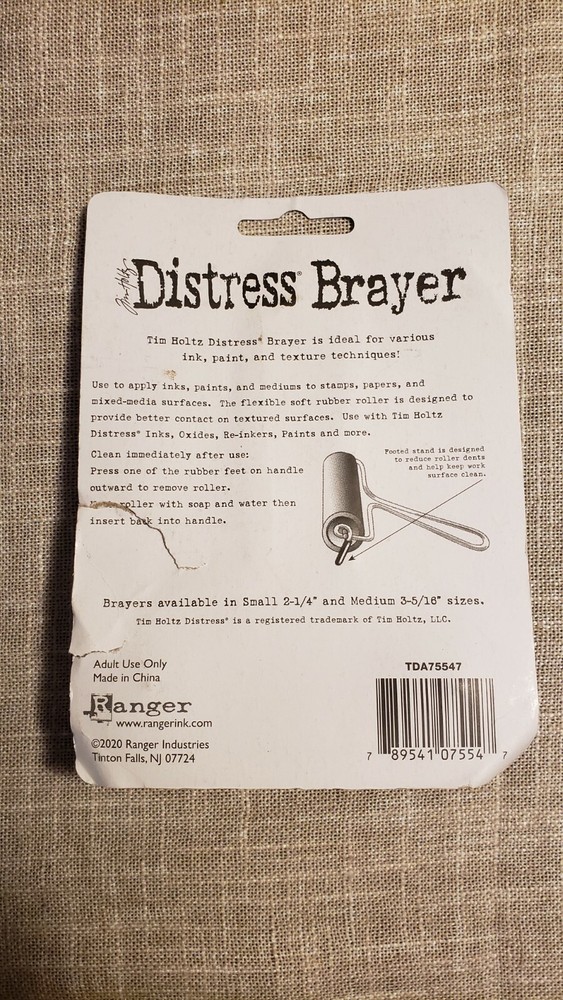 Tim Holtz
Distress® Brayer
Tim Holtz Distress® Brayer is ideal for various
ink, paint, and texture techniques!
Use to apply inks, paints, and mediums to stamps, papers, and
mixed-media surfaces. The flexible soft rubber roller is designed to
provide better contact on textured surfaces. Use with Tim Holtz
Distress® Inks, Oxides, Re-inkers, Paints and more.
Clean immediately after use:
Press one of the rubber feet on handle
outward to remove roller.
roller with soap and water then
insert back into handle.
Footed stand is designed
to reduce roller dents
and help keep work
surface clean.
Brayers available in Small 2-1/4" and Medium 3-5/16" sizes.
Tim Holtz Distress® is a registered trademark of Tim Holtz, LLC.
Adult Use Only
Made in China
Ranger
www.rangerink.com
©2020 Ranger Industries
Tinton Falls, NJ 07724
TDA75547
7 89541 07554 7